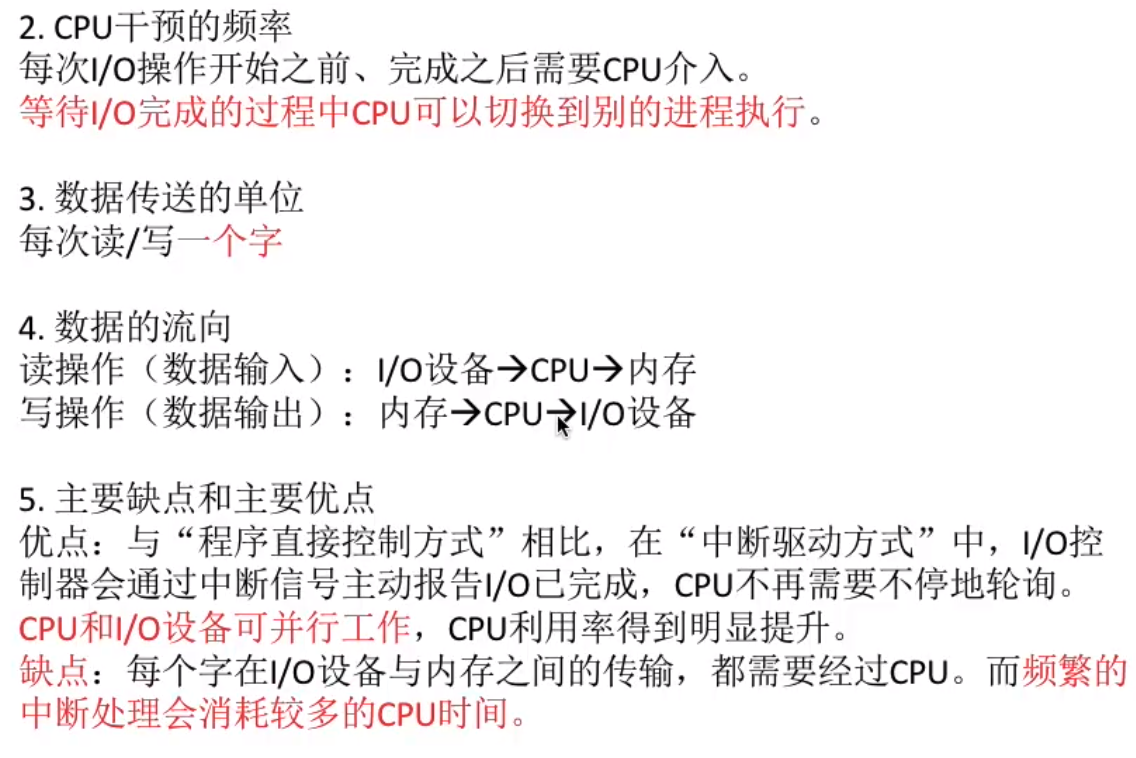 2. CPU干预的频率
每次I/O操作开始之前、完成之后需要CPU介入。
等待I/O完成的过程中CPU可以切换到别的进程执行。
3. 数据传送的单位
每次读/写一个字
4. 数据的流向
读操作（数据输入）：I/O设备→CPU→内存
写操作（数据输出）：内存→CPU→I/O设备
5. 主要缺点和主要优点
优点：与“程序直接控制方式”相比，在“中断驱动方式”中，I/O控
制器会通过中断信号主动报告I/O已完成，CPU不再需要不停地轮询。
CPU和I/O设备可并行工作，CPU利用率得到明显提升。
缺点：每个字在I/O设备与内存之间的传输，都需要经过CPU。而频繁的
中断处理会消耗较多的CPU时间。